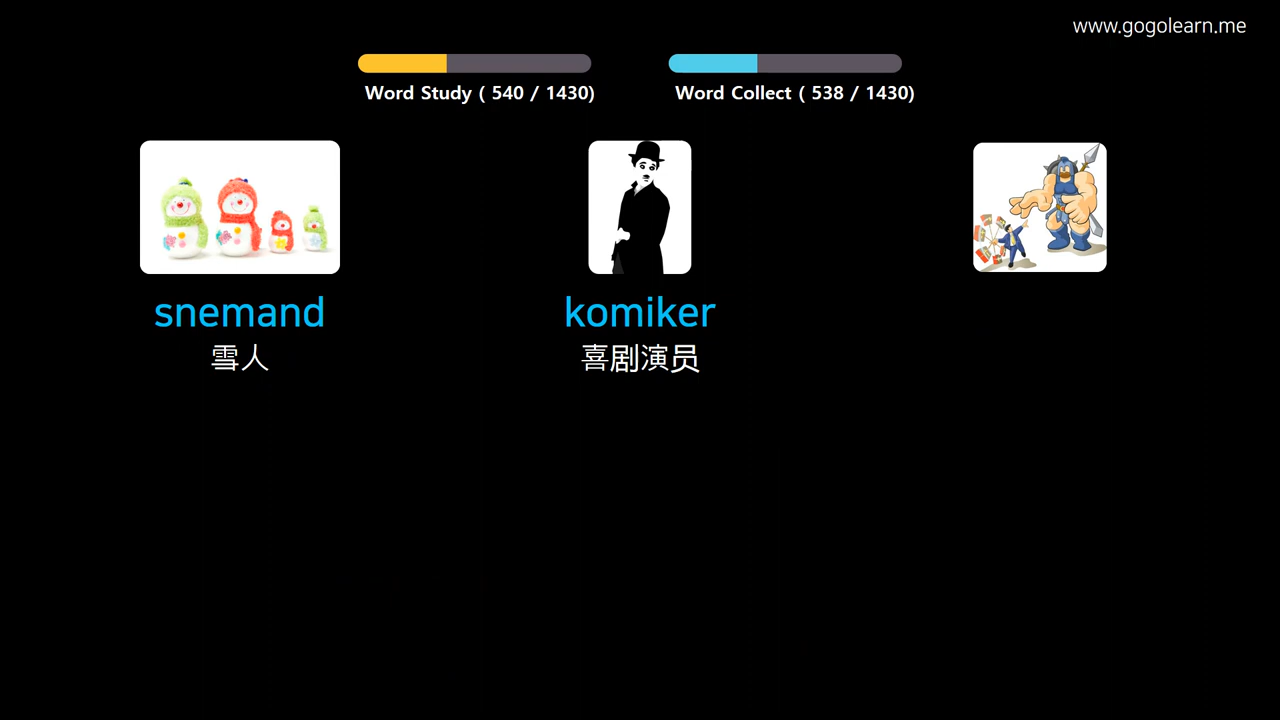 www.gogolearn.me
Word Study ( 540 / 1430)
Word Collect ( 538 / 1430)
snemand
雪人
komiker
喜剧演员